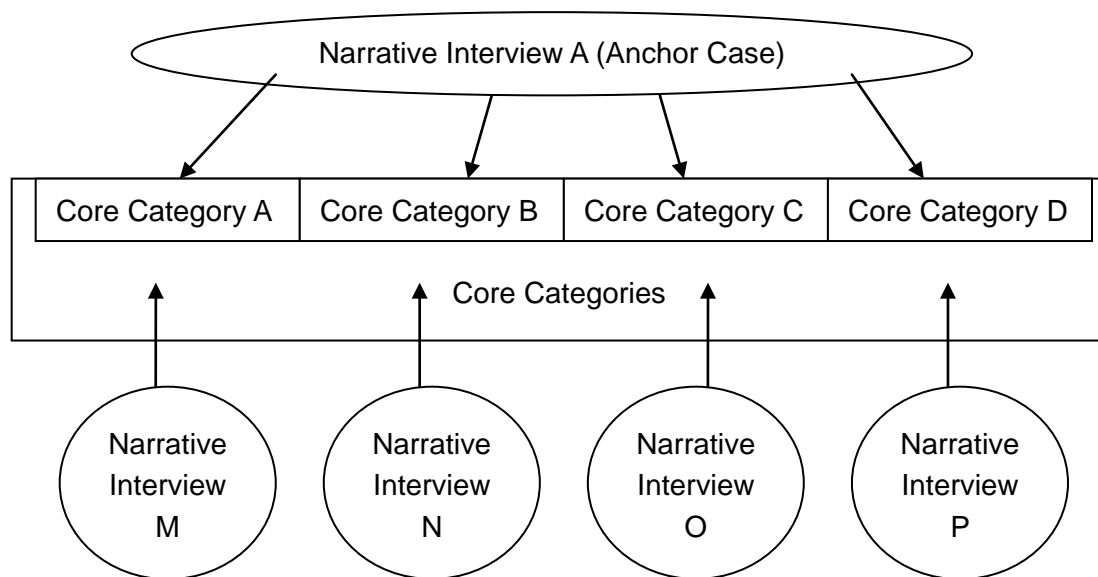 Narrative Interview A (Anchor Case)
Core Category A
Core Category B
Core Category C
Core Category D
Core Categories
Narrative
Interview
M
Narrative
Interview
N
Narrative
Interview
O
Narrative
Interview
P